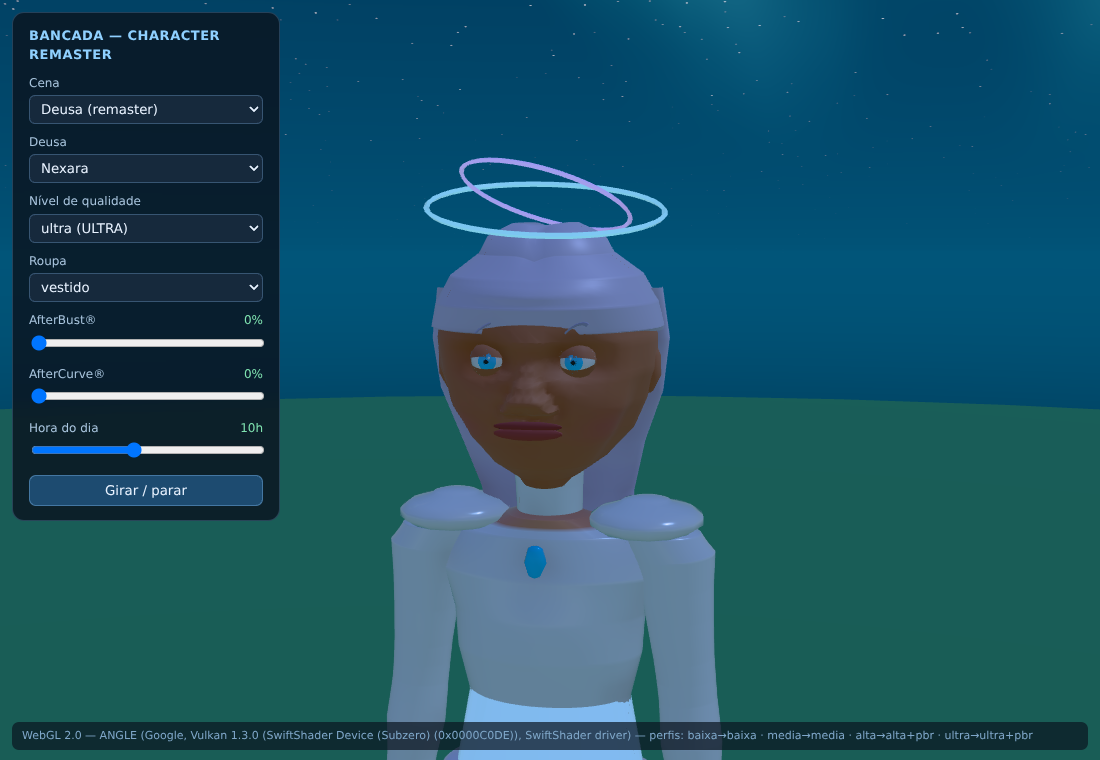 BANCADA — CHARACTER
REMASTER
Cena
Deusa (remaster)
Deusa
Nexara
Nível de qualidade
ultra (ULTRA)
Roupa
vestido
AfterBust® 0%
AfterCurve® 0%
Hora do dia 10h
Girar / parar
WebGL 2.0 — ANGLE (Google, Vulkan 1.3.0 (SwiftShader Device (Subzero) (0x0000C0DE)), SwiftShader driver) — perfis: baixa→baixa · media→media · alta→alta+pbr · ultra→ultra+pbr